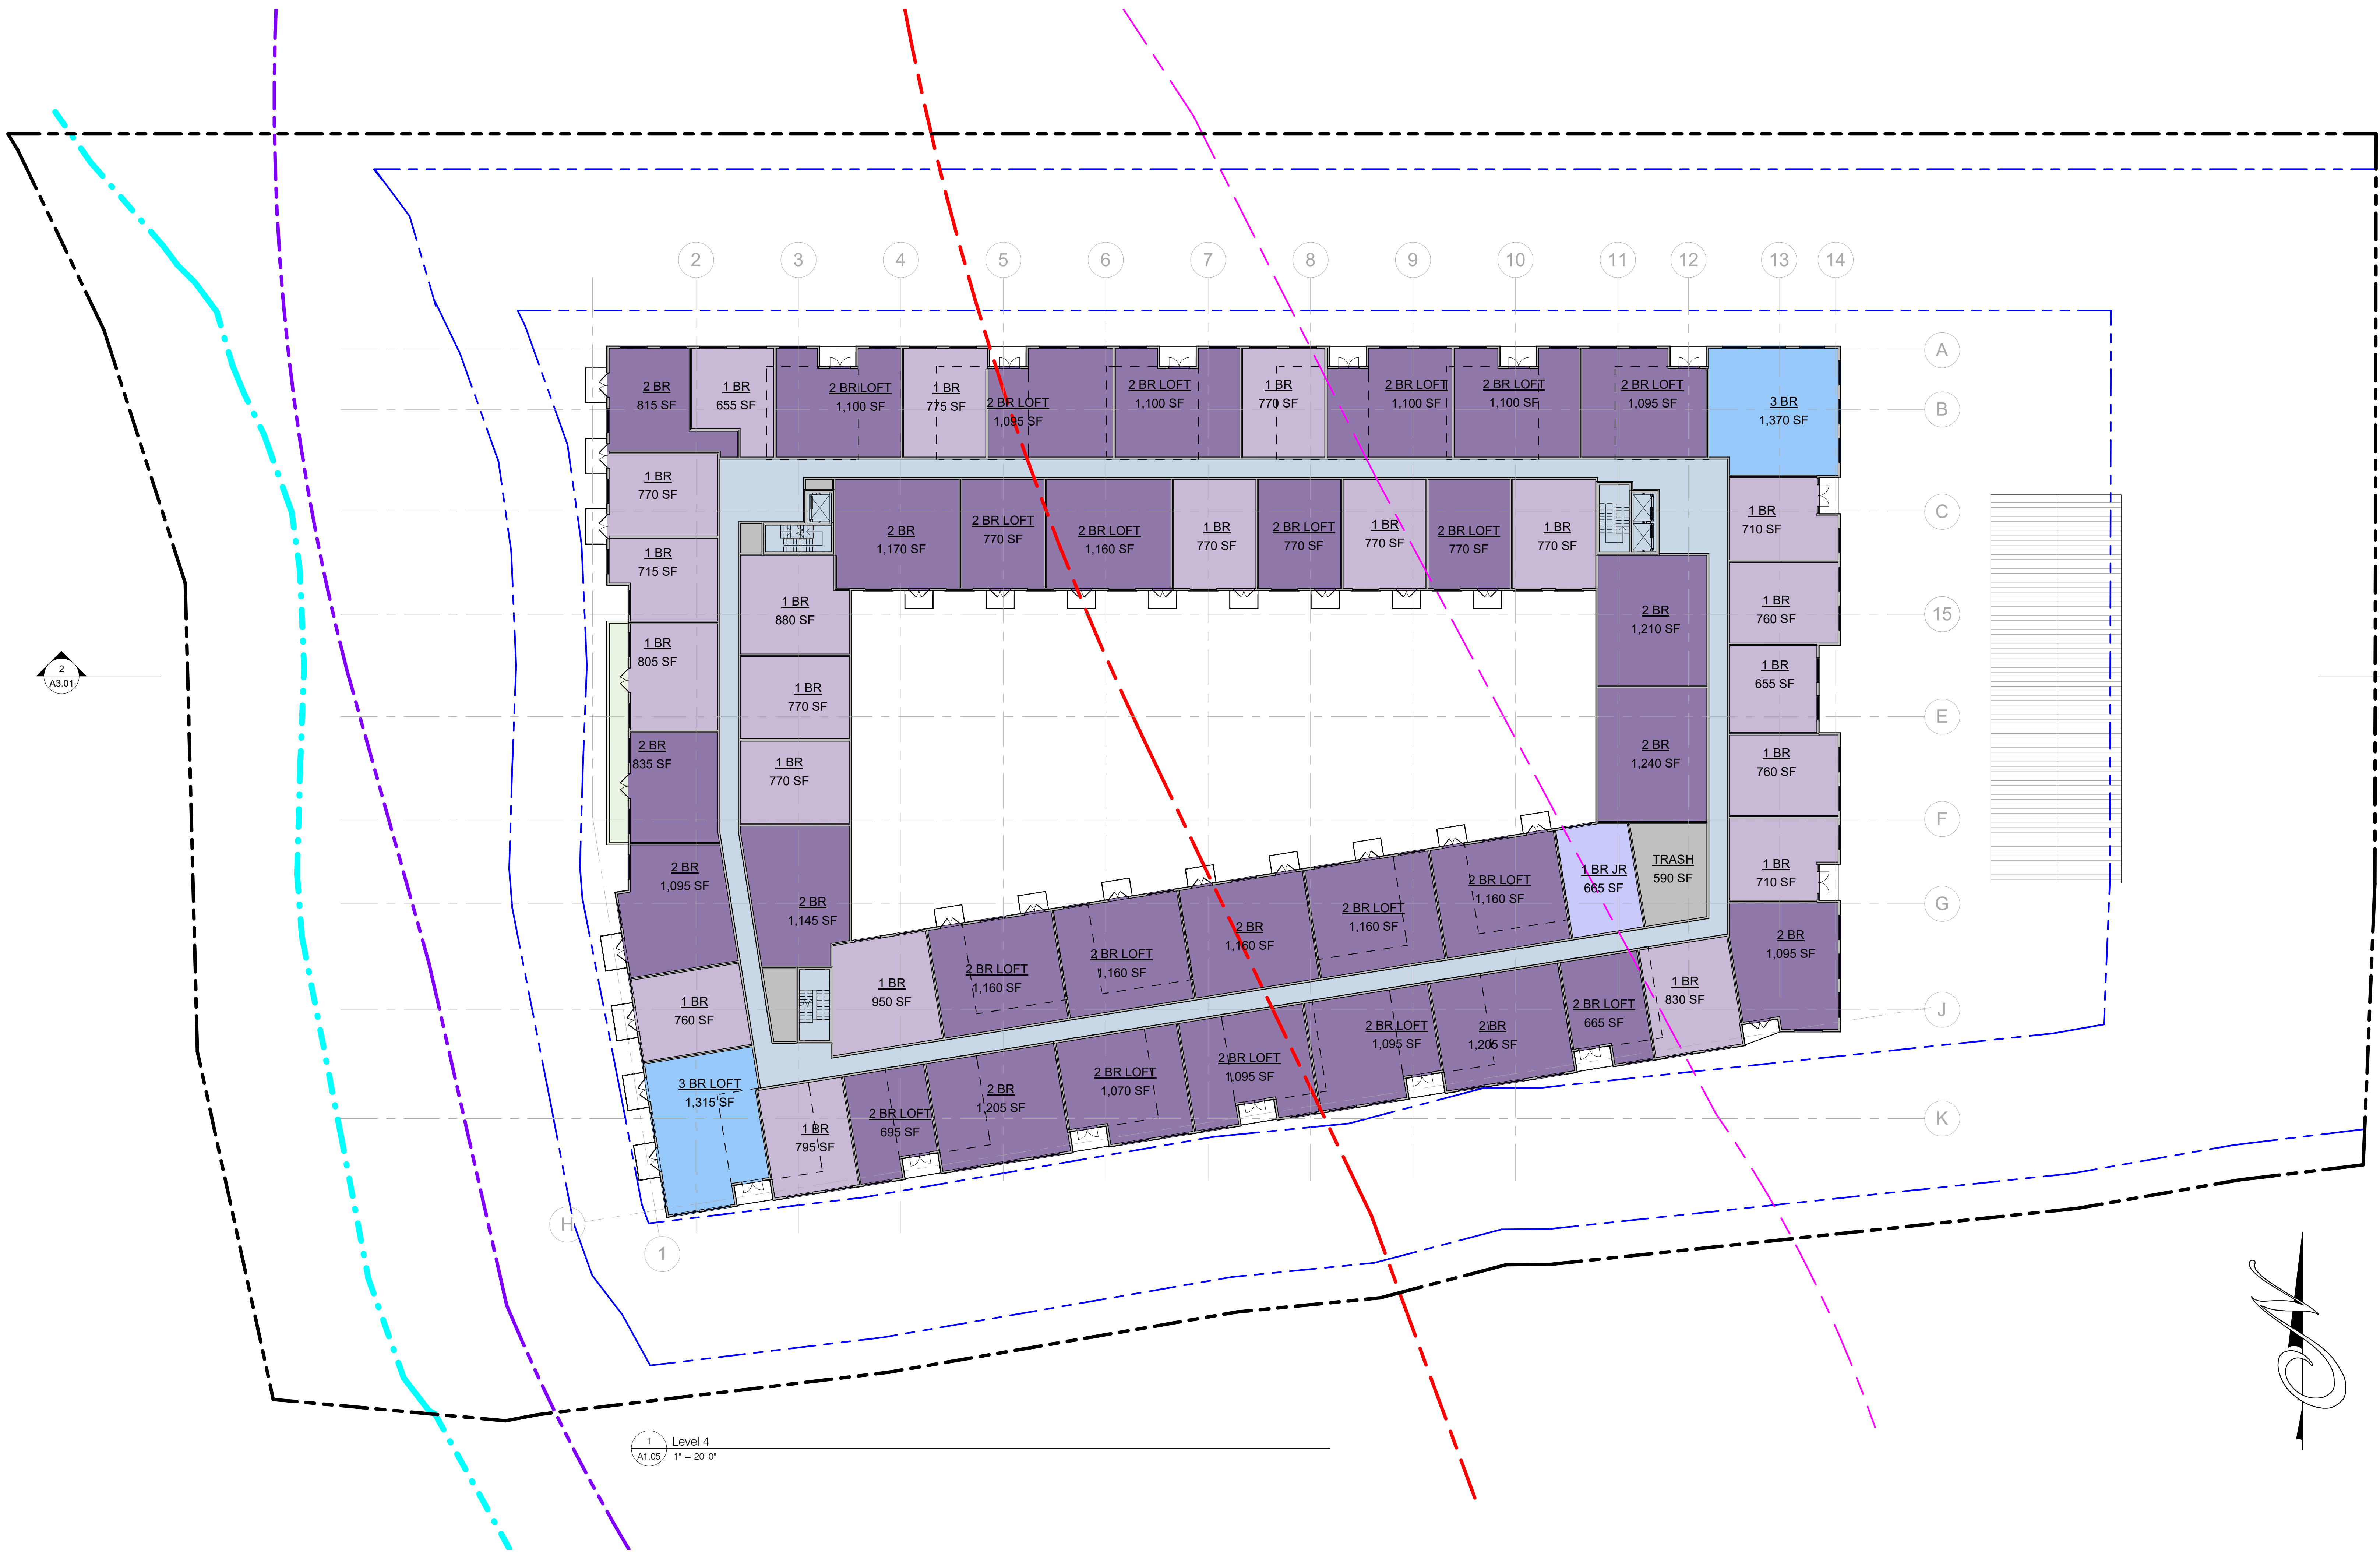 2
3
4
5
6
7
8
9
10
11
12
13
14
A
B
C
15
E
F
G
J
K
H
1
2 BR
815 SF
1 BR
655 SF
2 BR LOFT
1,100 SF
1 BR
775 SF
2 BR LOFT
1,095 SF
2 BR LOFT
1,100 SF
1 BR
770 SF
2 BR LOFT
1,100 SF
2 BR LOFT
1,100 SF
2 BR LOFT
1,095 SF
3 BR
1,370 SF
1 BR
770 SF
1 BR
715 SF
1 BR
805 SF
2 BR
835 SF
2 BR
1,095 SF
1 BR
760 SF
3 BR LOFT
1,315 SF
2 BR
1,170 SF
2 BR LOFT
770 SF
2 BR LOFT
1,160 SF
1 BR
770 SF
2 BR LOFT
770 SF
1 BR
770 SF
2 BR LOFT
770 SF
1 BR
770 SF
1 BR
880 SF
1 BR
770 SF
1 BR
770 SF
2 BR
1,145 SF
2 BR
1,210 SF
2 BR
1,240 SF
1 BR
710 SF
1 BR
760 SF
1 BR
655 SF
1 BR
760 SF
1 BR
710 SF
2 BR
1,095 SF
1 BR
950 SF
2 BR LOFT
1,160 SF
2 BR LOFT
1,160 SF
2 BR
1,160 SF
2 BR LOFT
1,160 SF
2 BR LOFT
1,160 SF
1 BR JR
665 SF
TRASH
590 SF
1 BR
795 SF
2 BR LOFT
695 SF
2 BR
1,205 SF
2 BR LOFT
1,070 SF
2 BR LOFT
1,095 SF
2 BR LOFT
1,095 SF
2 BR
1,205 SF
2 BR LOFT
665 SF
1 BR
830 SF
2
A3.01
1
A1.05
Level 4
1" = 20'-0"